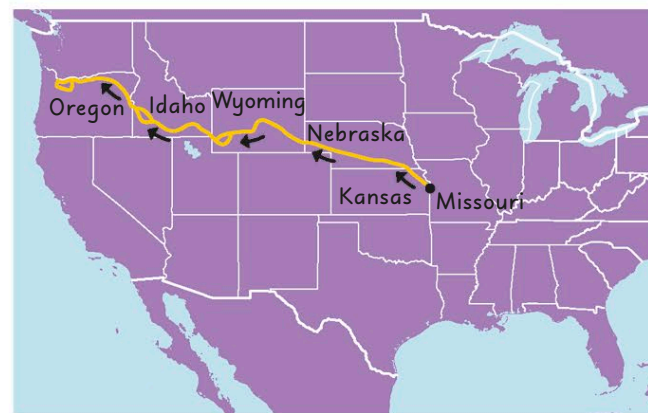 Oregon
Idaho
Wyoming
Nebraska
Kansas
Missouri